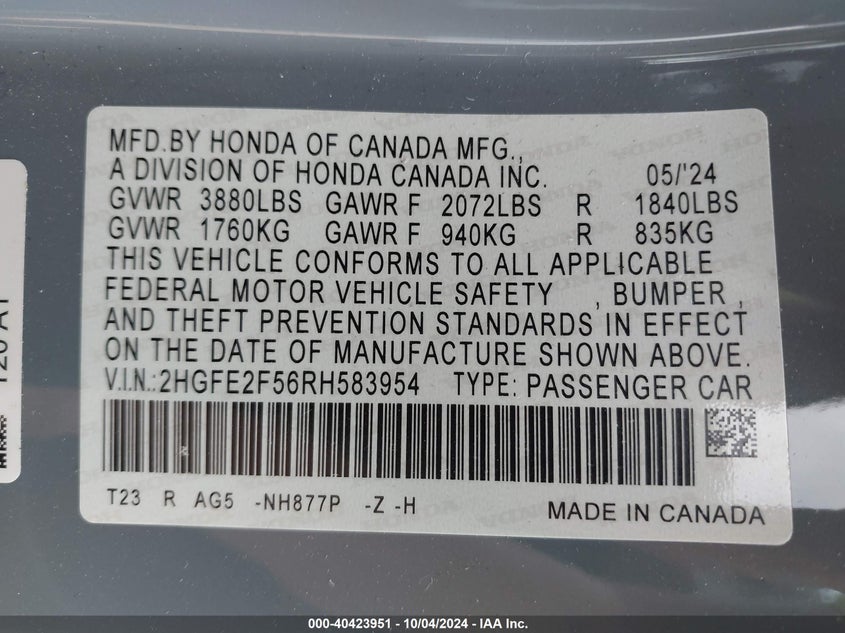 MFD.BY HONDA OF CANADA MFG.,
A DIVISION OF HONDA CANADA INC. 05/'24
GVWR 3880LBS GAWR F 2072LBS R 1840LBS
GVWR 1760KG GAWR F 940KG R 835KG
THIS VEHICLE CONFORMS TO ALL APPLICABLE
FEDERAL MOTOR VEHICLE SAFETY , BUMPER ,
AND THEFT PREVENTION STANDARDS IN EFFECT
ON THE DATE OF MANUFACTURE SHOWN ABOVE.
V.I.N.:2HGFE2F56RH583954 TYPE: PASSENGER CAR
T23 R AG5 -NH877P -Z -H MADE IN CANADA
000-40423951 - 10/04/2024 - IAA Inc.